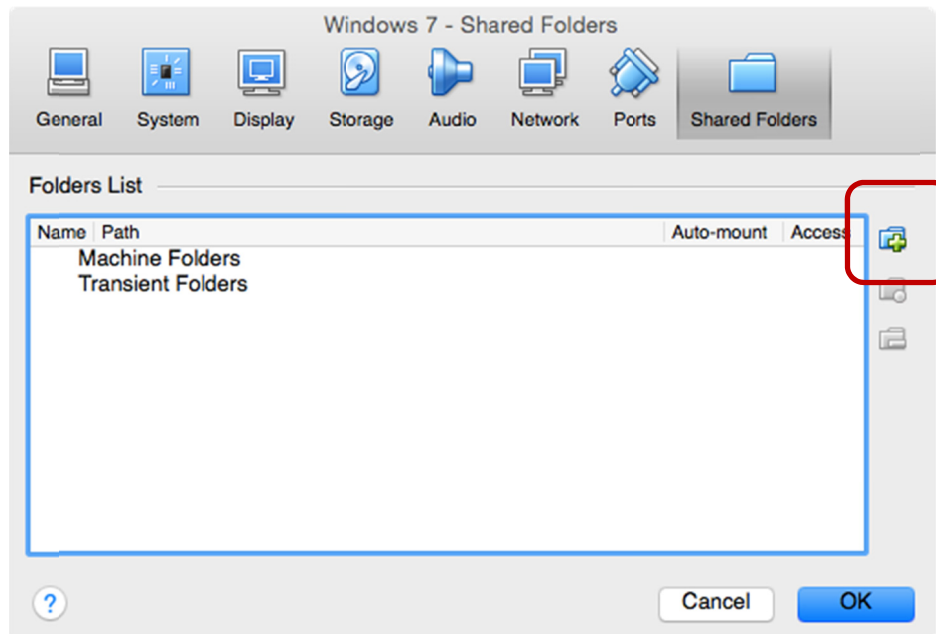 Windows 7 - Shared Folders
General System Display Storage Audio Network Ports Shared Folders
Folders List
Name Path Auto-mount Access
Machine Folders
Transient Folders
? Cancel OK